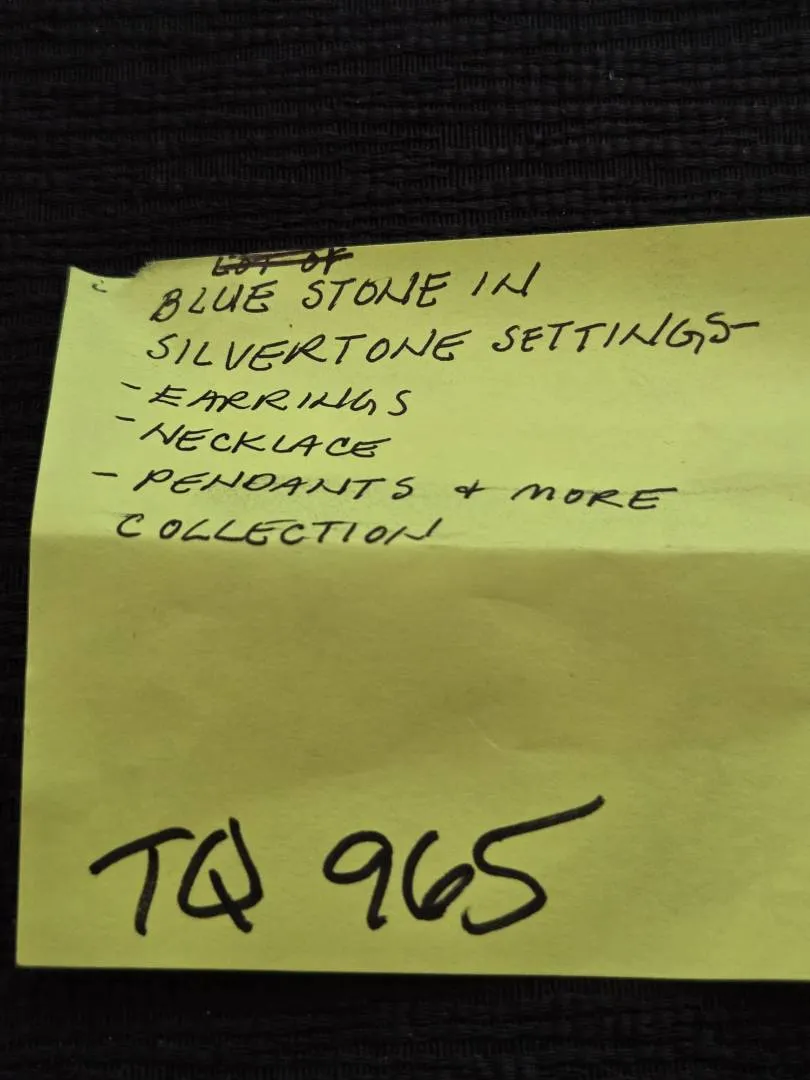 LOT OF
BLUE STONE IN
SILVERTONE SETTINGS-
- EARRINGS
- NECKLACE
- PENDANTS & MORE
COLLECTION
TQ 965